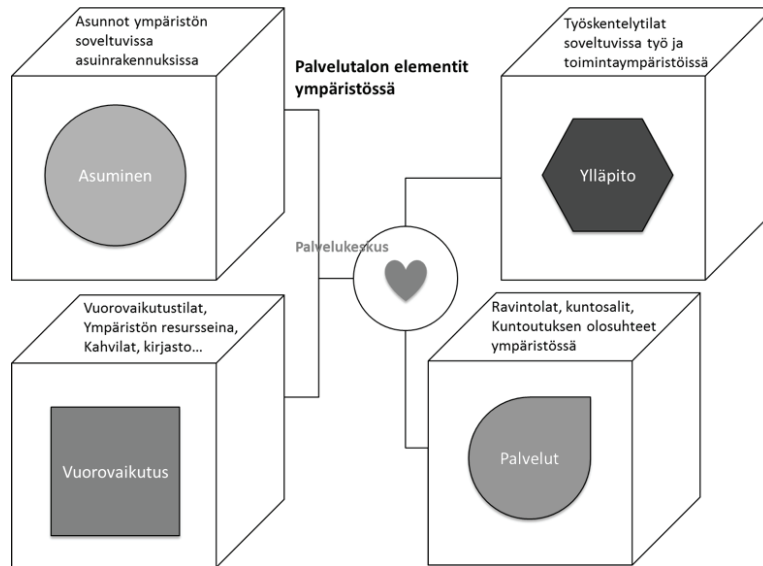 Asunnot ympäristön
soveltuvissa
asuinrakennuksissa
Asuminen
Palvelutalon elementit
ympäristössä
Työskentelytilat
soveltuvissa työ ja
toimintaympäristöissä
Ylläpito
Palvelukeskus
Vuorovaikutustilat,
Ympäristön resursseina,
Kahvilat, kirjasto...
Vuorovaikutus
Ravintolat, kuntosalit,
Kuntoutuksen olosuhteet
ympäristössä
Palvelut